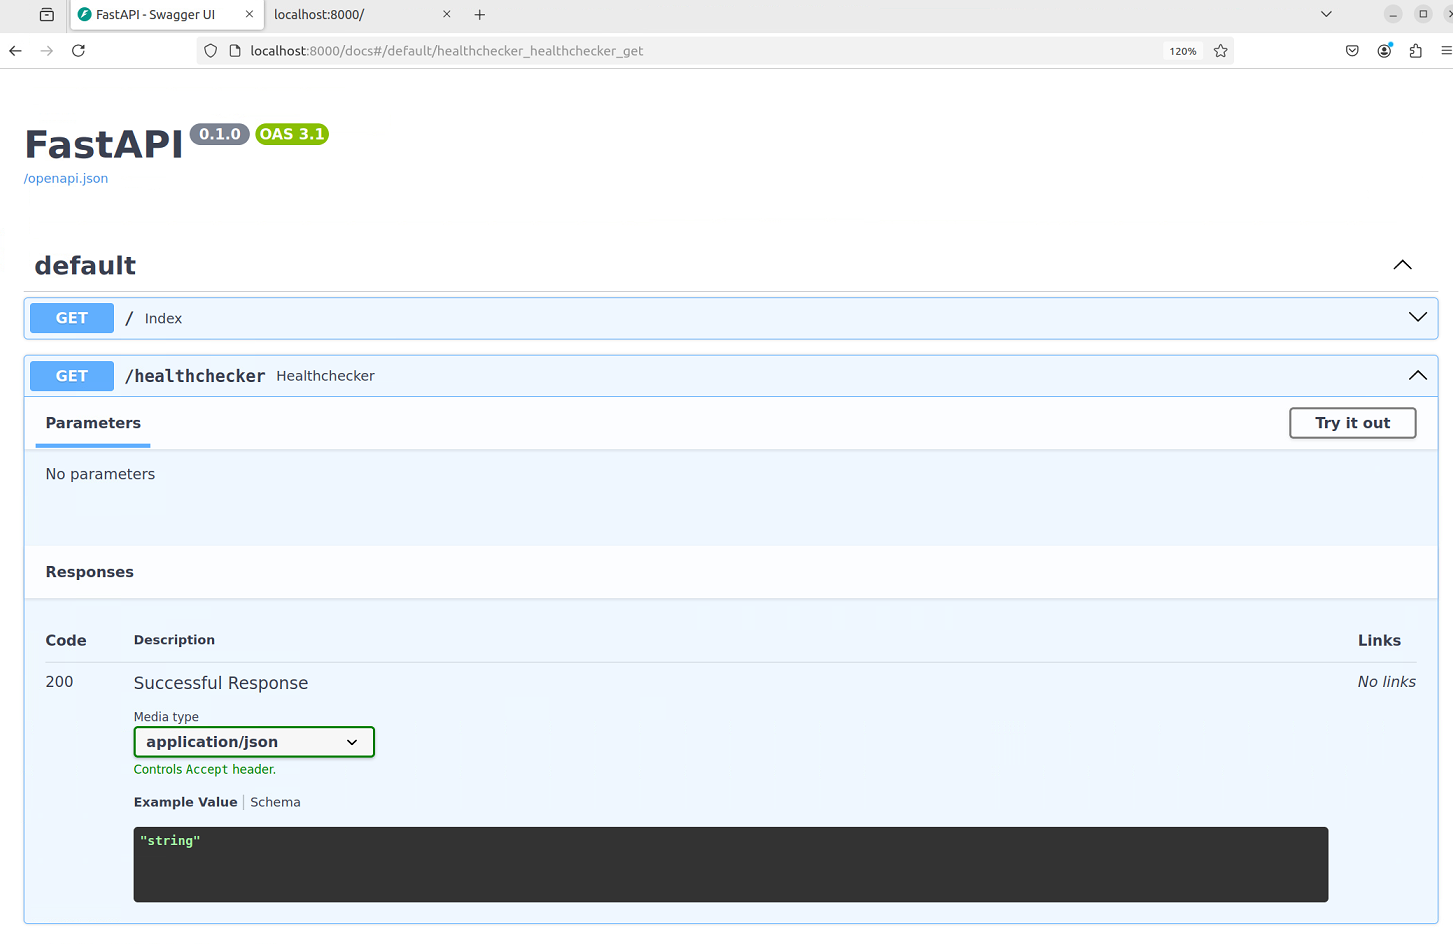 FastAPI - Swagger UI
localhost:8000/
localhost:8000/docs#/default/healthchecker_healthchecker_get
120%
FastAPI 0.1.0 OAS 3.1
/openapi.json
default
GET / Index
GET /healthchecker Healthchecker
Parameters
Try it out
No parameters
Responses
Code Description Links
200 Successful Response No links
Media type
application/json
Controls Accept header.
Example Value Schema
"string"